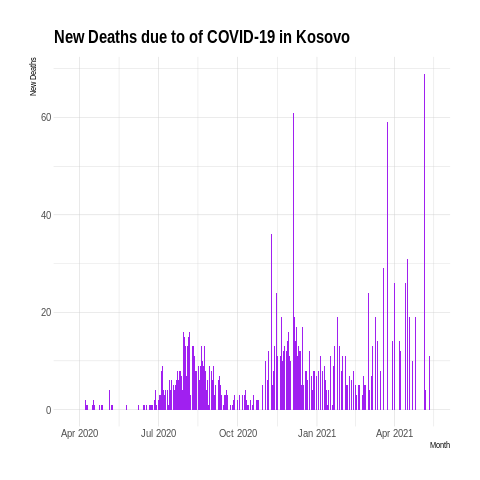 New Deaths due to of COVID-19 in Kosovo
New Deaths
60
40
20
0
Apr 2020 Jul 2020 Oct 2020 Jan 2021 Apr 2021
Month